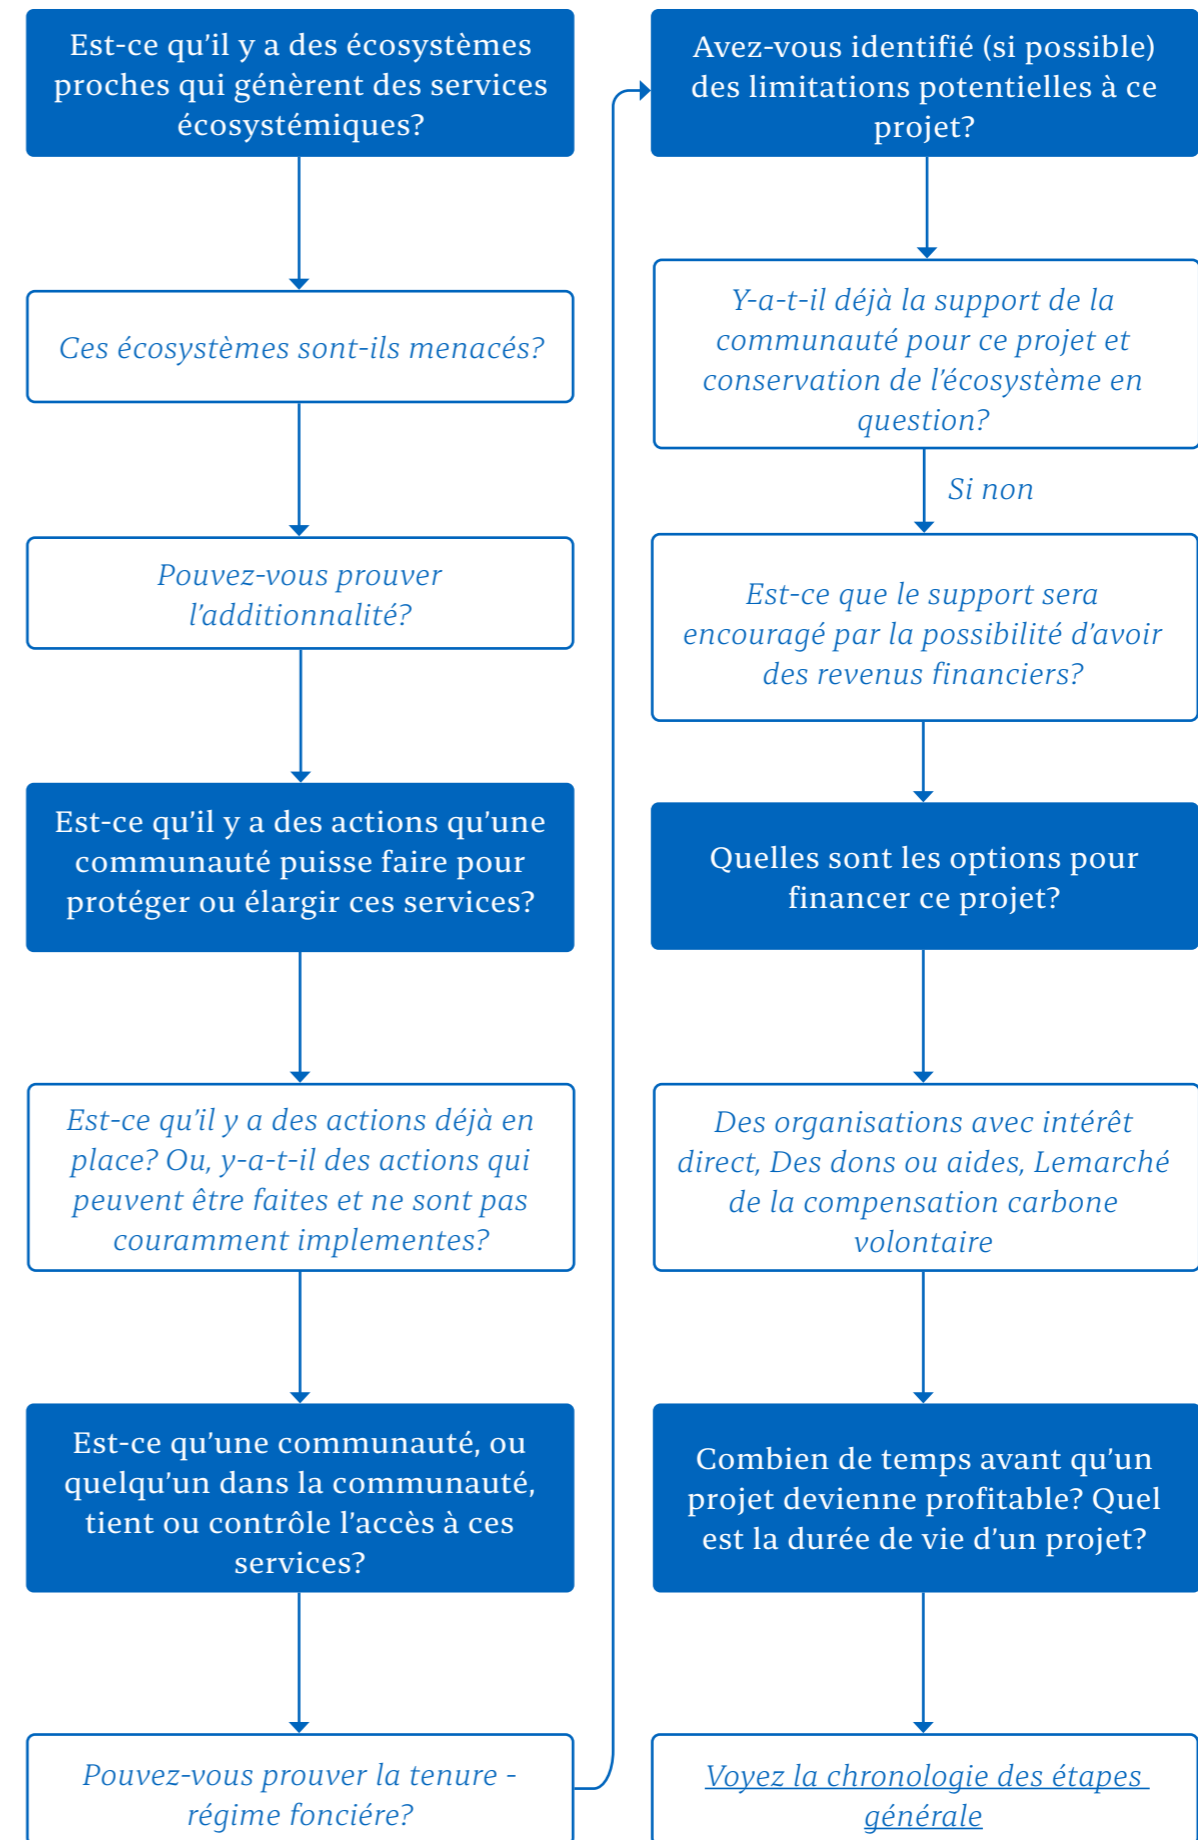 Est-ce qu'il y a des écosystèmes
proches qui génèrent des services
écosystémiques?
Ces écosystèmes sont-ils menacés?
Pouvez-vous prouver
l'additionnalité?
Est-ce qu'il y a des actions qu'une
communauté puisse faire pour
protéger ou élargir ces services?
Est-ce qu'il y a des actions déjà en
place? Ou, y-a-t-il des actions qui
peuvent être faites et ne sont pas
couramment implementes?
Est-ce qu'une communauté, ou
quelqu'un dans la communauté,
tient ou contrôle l'accès à ces
services?
Pouvez-vous prouver la tenure -
régime fonciére?
Avez-vous identifié (si possible)
des limitations potentielles à ce
projet?
Y-a-t-il déjà la support de la
communauté pour ce projet et
conservation de l'écosystème en
question?
Si non
Est-ce que le support sera
encouragé par la possibilité d'avoir
des revenus financiers?
Quelles sont les options pour
financer ce projet?
Des organisations avec intérêt
direct, Des dons ou aides, Lemarché
de la compensation carbone
volontaire
Combien de temps avant qu'un
projet devienne profitable? Quel
est la durée de vie d'un projet?
Voyez la chronologie des étapes
générale